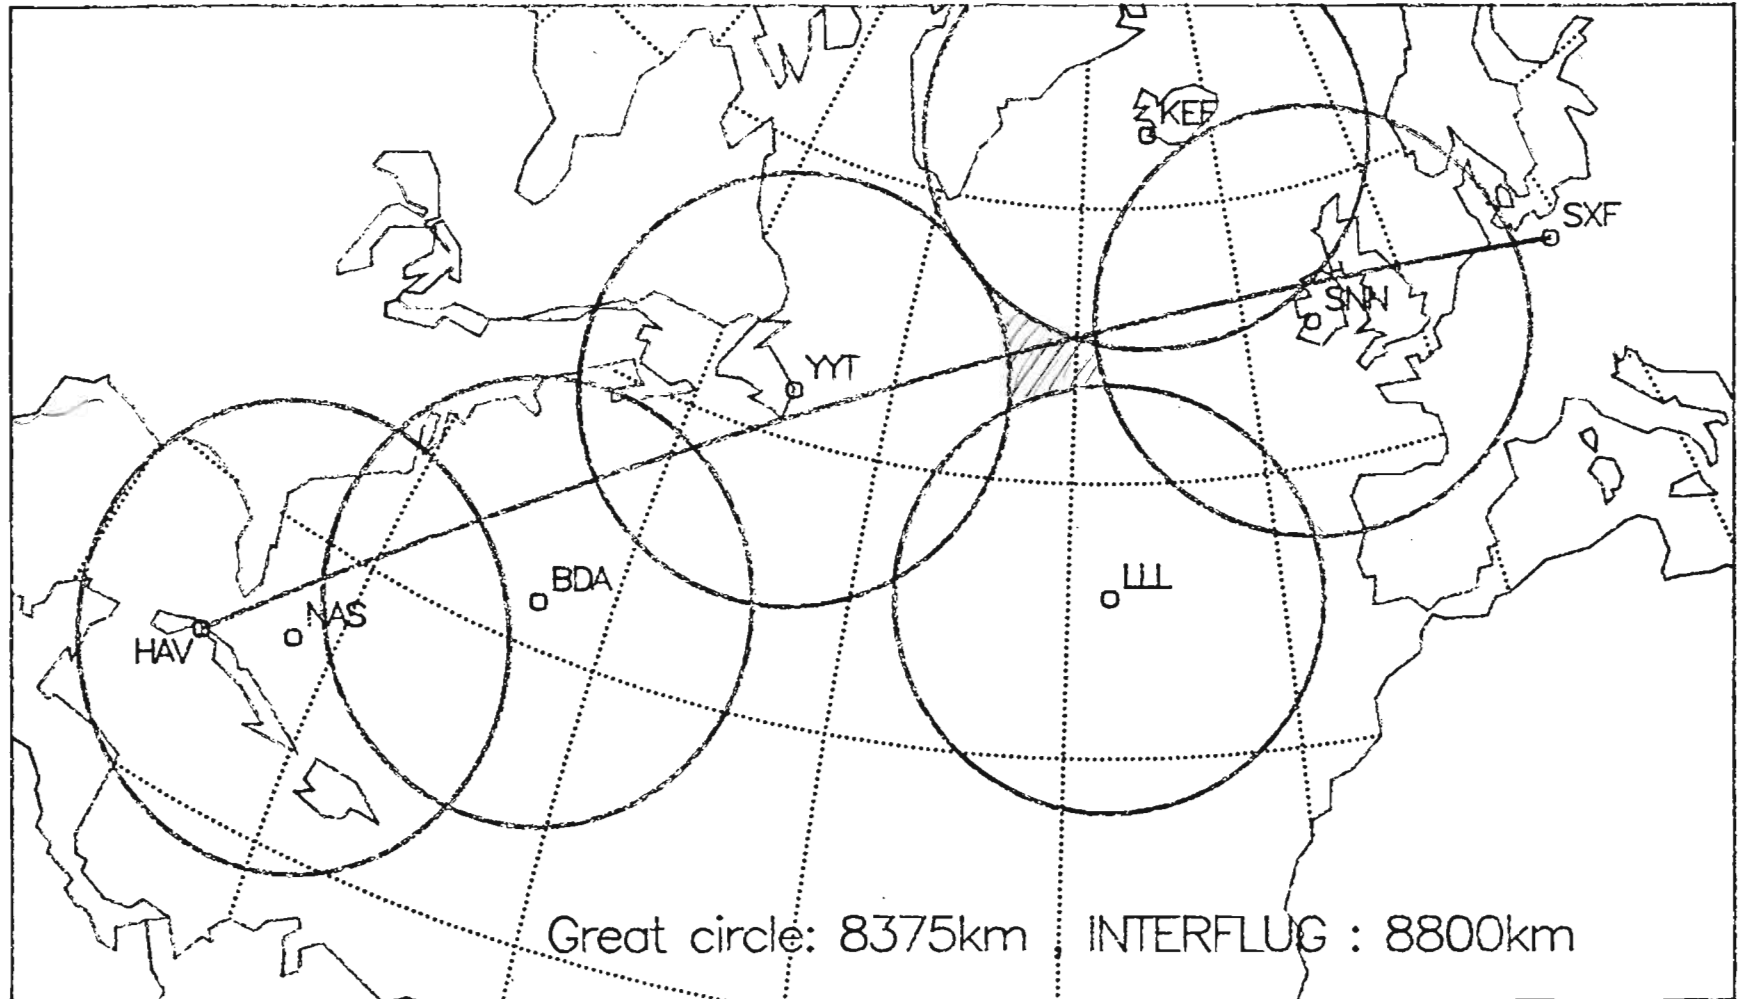 KEF
SXF
SNN
YYT
BDA
LLL
NAS
HAV
Great circle: 8375km , INTERFLUG : 8800km